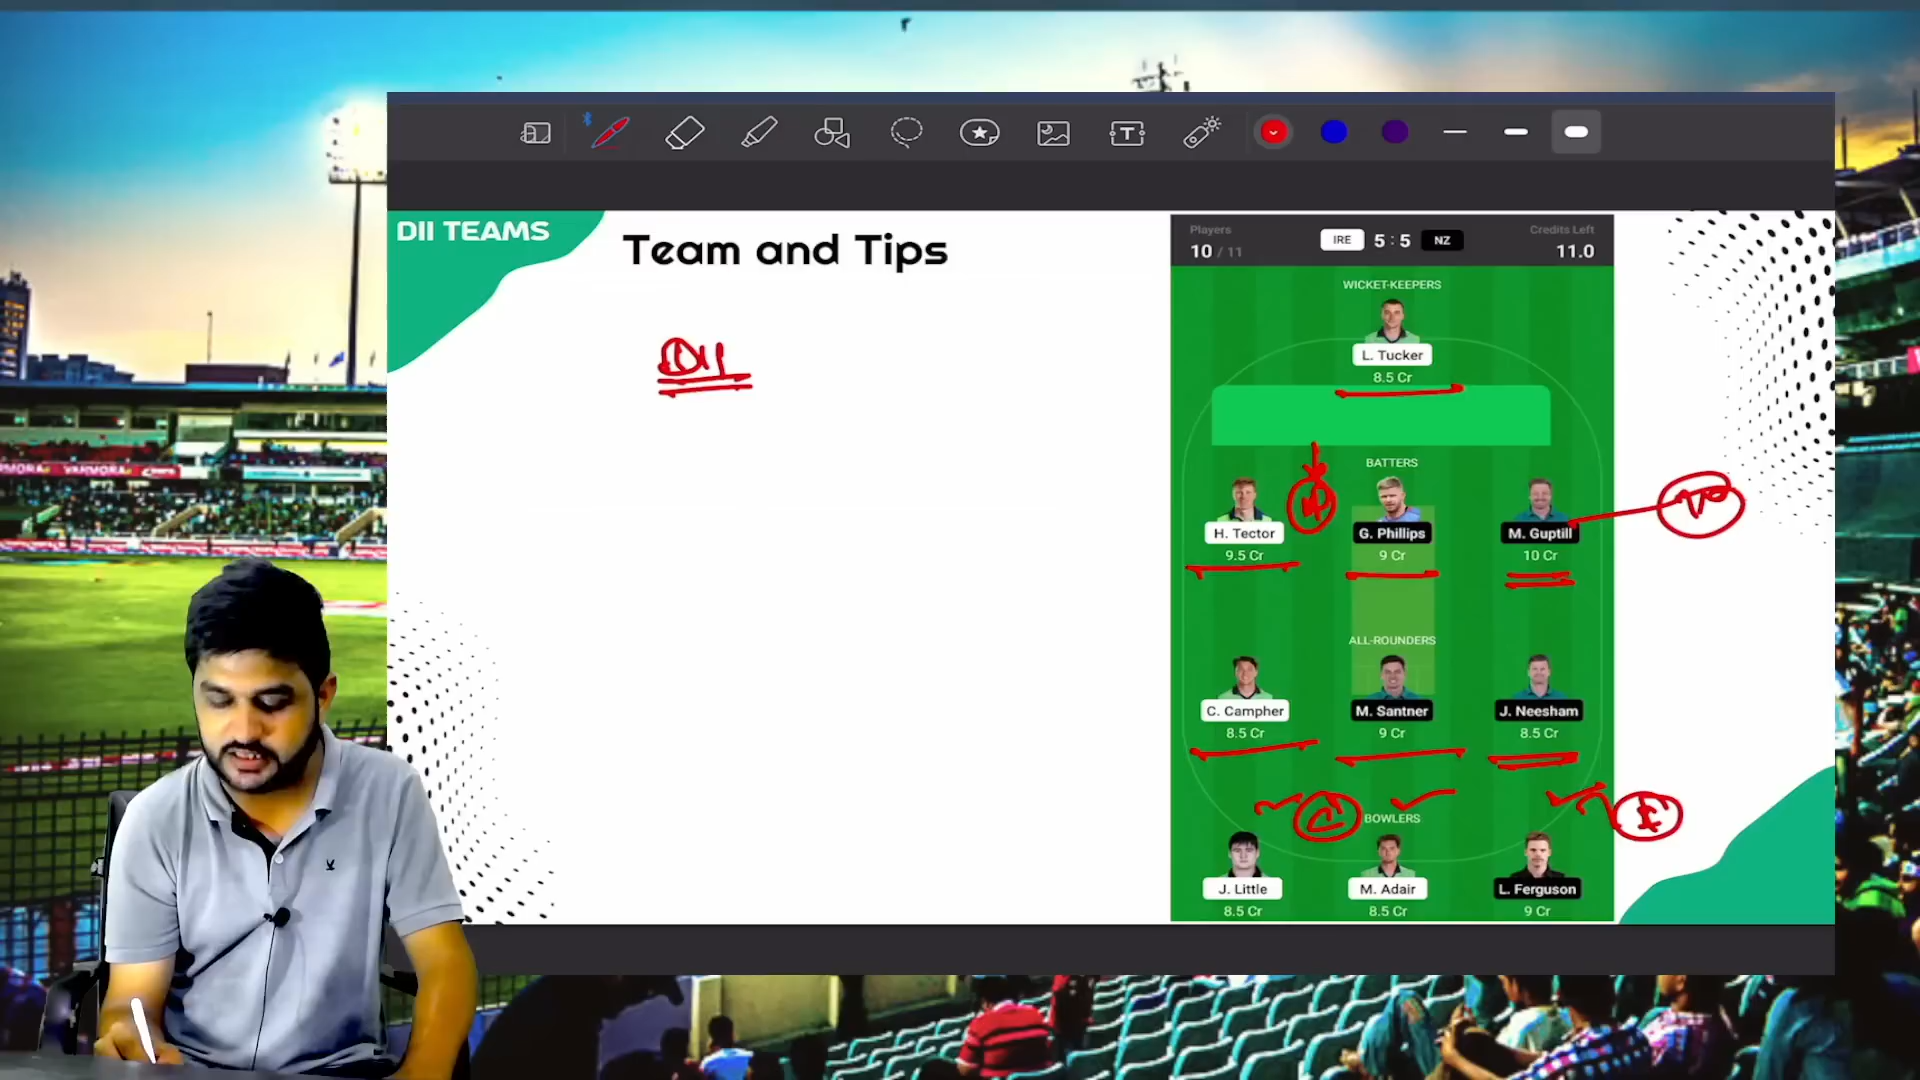 DII TEAMS
Team and Tips
D11
Players
10 / 11
IRE 5 : 5 NZ
Credits Left
11.0
WICKET-KEEPERS
L. Tucker
8.5 Cr
BATTERS
H. Tector
9.5 Cr
G. Phillips
9 Cr
M. Guptill
10 Cr
ALL-ROUNDERS
C. Campher
8.5 Cr
M. Santner
9 Cr
J. Neesham
8.5 Cr
BOWLERS
J. Little
8.5 Cr
M. Adair
8.5 Cr
L. Ferguson
9 Cr
VARMORA